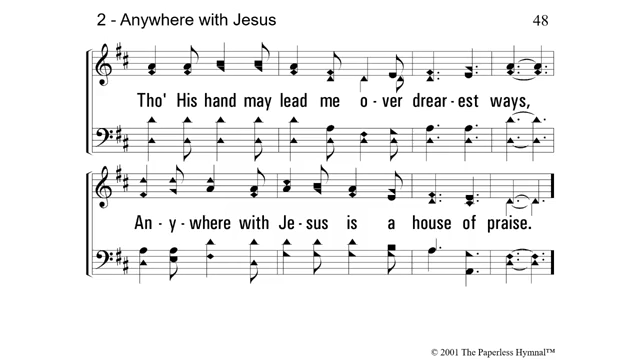 2 - Anywhere with Jesus
48
Tho' His hand may lead me o - ver drear - est ways,
An - y - where with Je - sus is a house of praise.
© 2001 The Paperless Hymnal™